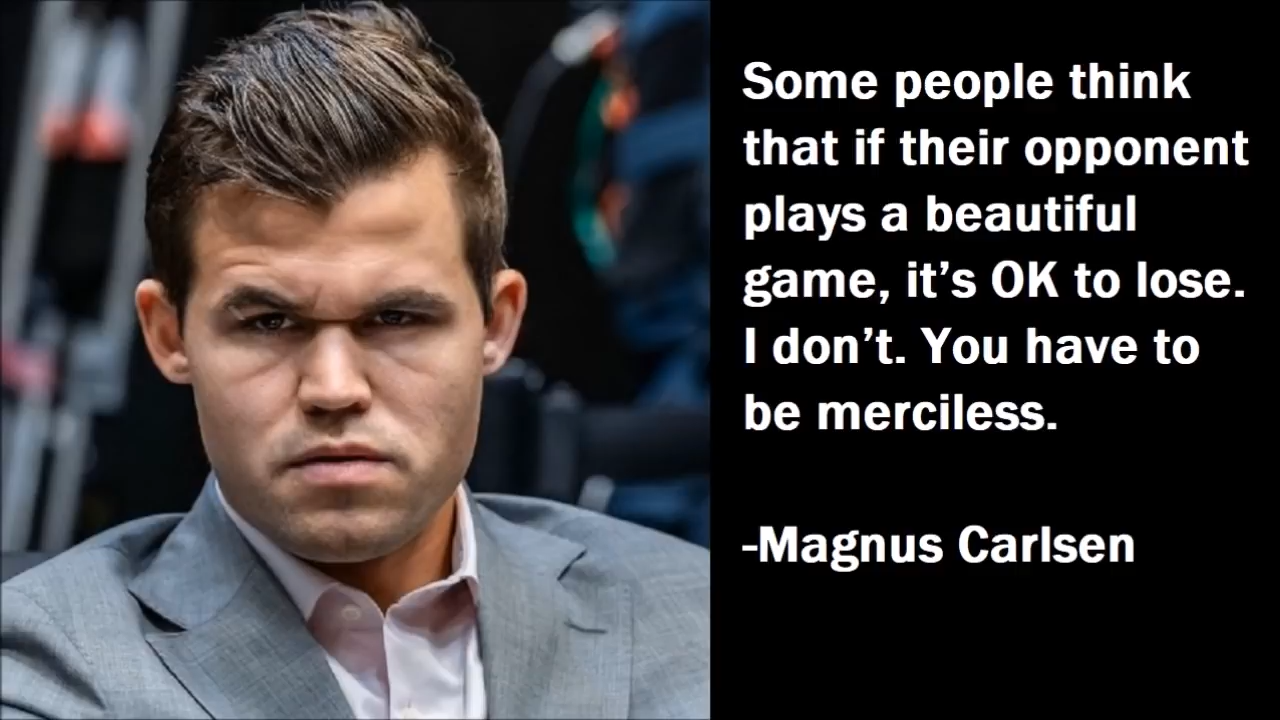 Some people think
that if their opponent
plays a beautiful
game, it’s OK to lose.
I don’t. You have to
be merciless.
-Magnus Carlsen